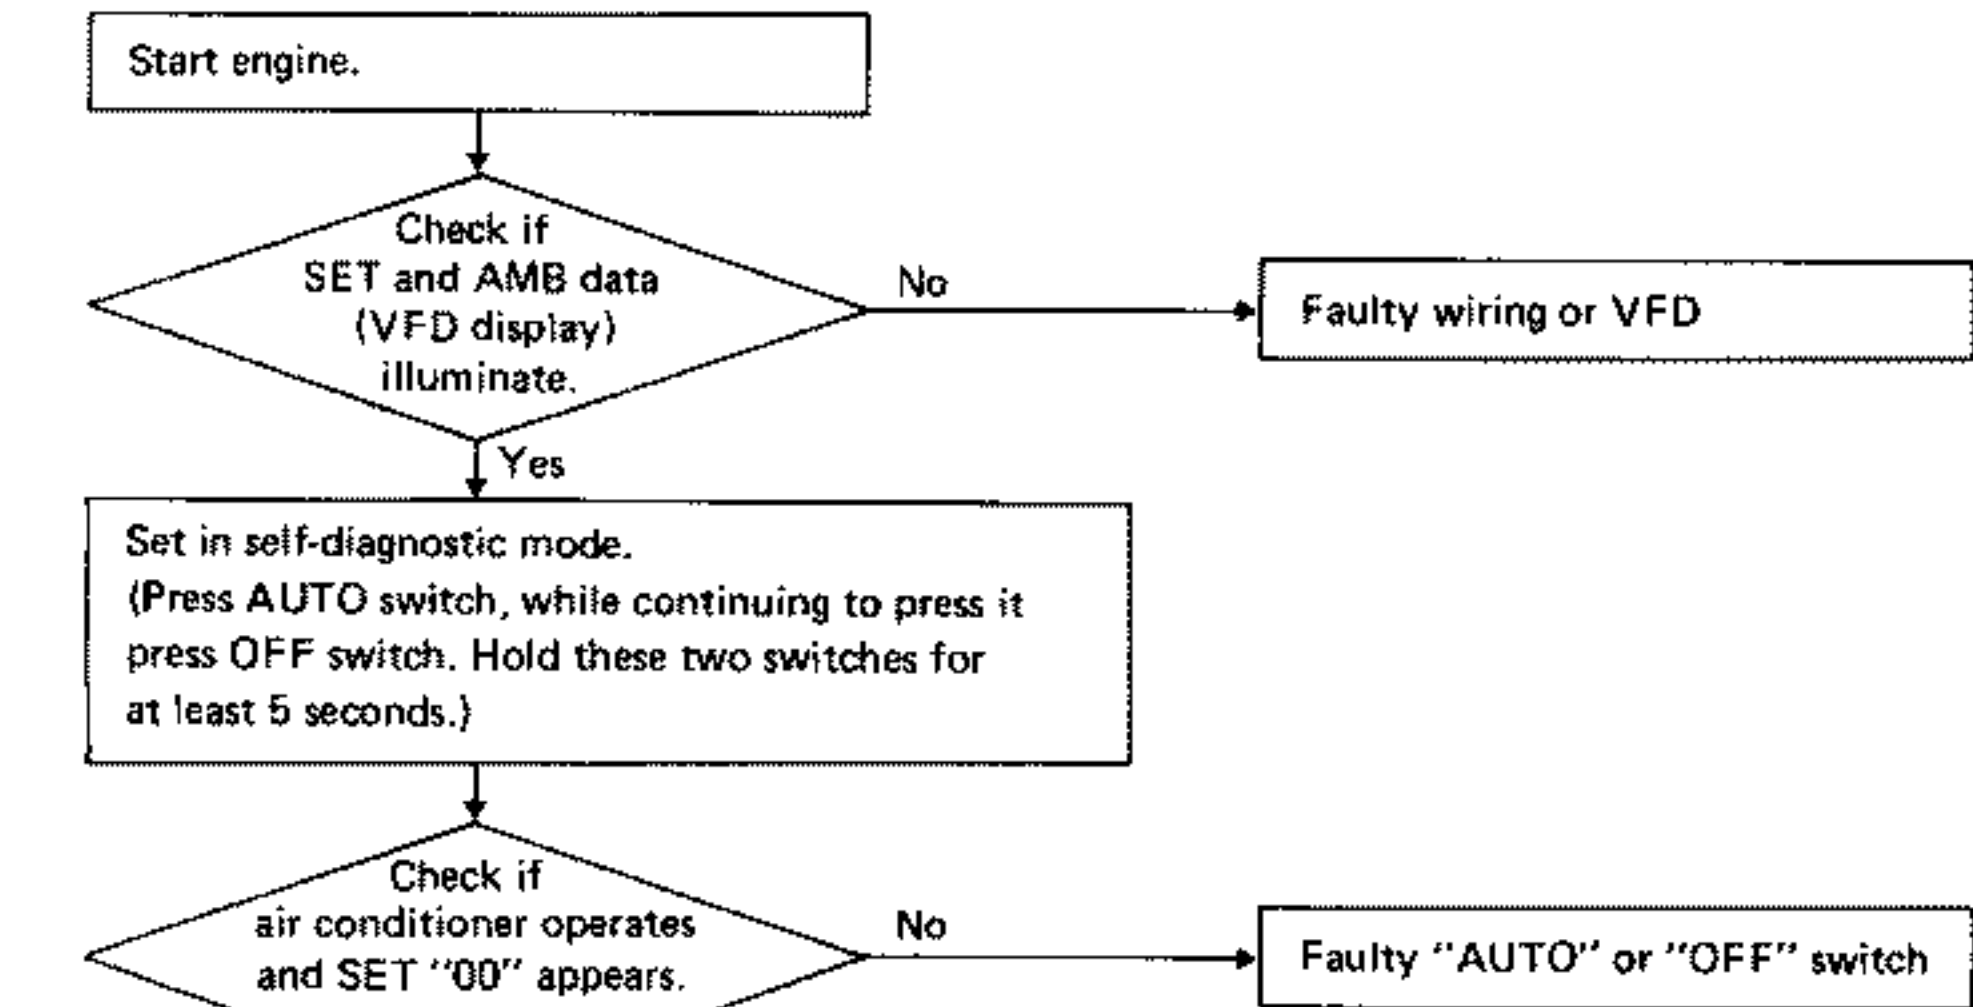 Start engine.
Check if
SET and AMB data
(VFD display)
illuminate.
No
Faulty wiring or VFD
Yes
Set in self-diagnostic mode.
(Press AUTO switch, while continuing to press it
press OFF switch. Hold these two switches for
at least 5 seconds.)
Check if
air conditioner operates
and SET "00" appears.
No
Faulty "AUTO" or "OFF" switch